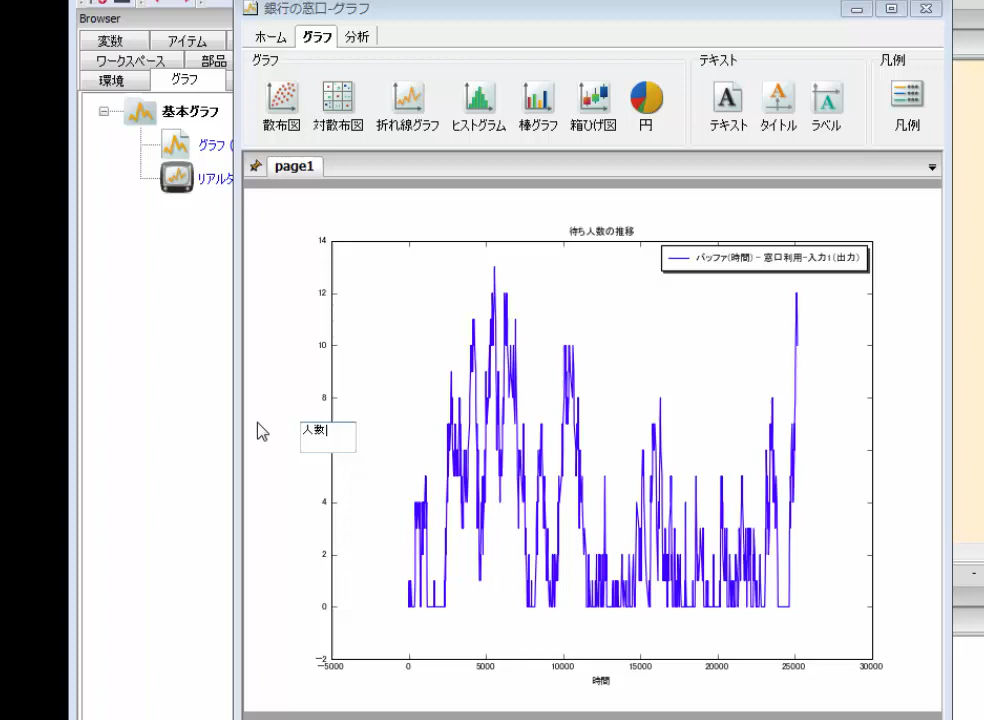 銀行の窓口-グラフ
Browser
ホーム グラフ 分析
変数 アイテム
ワークスペース 部品
環境 グラフ
グラフ テキスト 凡例
散布図 対散布図 折れ線グラフ ヒストグラム 棒グラフ 箱ひげ図 円 テキスト タイトル ラベル 凡例
基本グラフ
グラフ (
リアルタ
page1
待ち人数の推移
バッファ(時間) - 窓口利用-入力1(出力)
14
12
10
8
人数
4
2
0
-2
-5000 0 5000 10000 15000 20000 25000 30000
時間